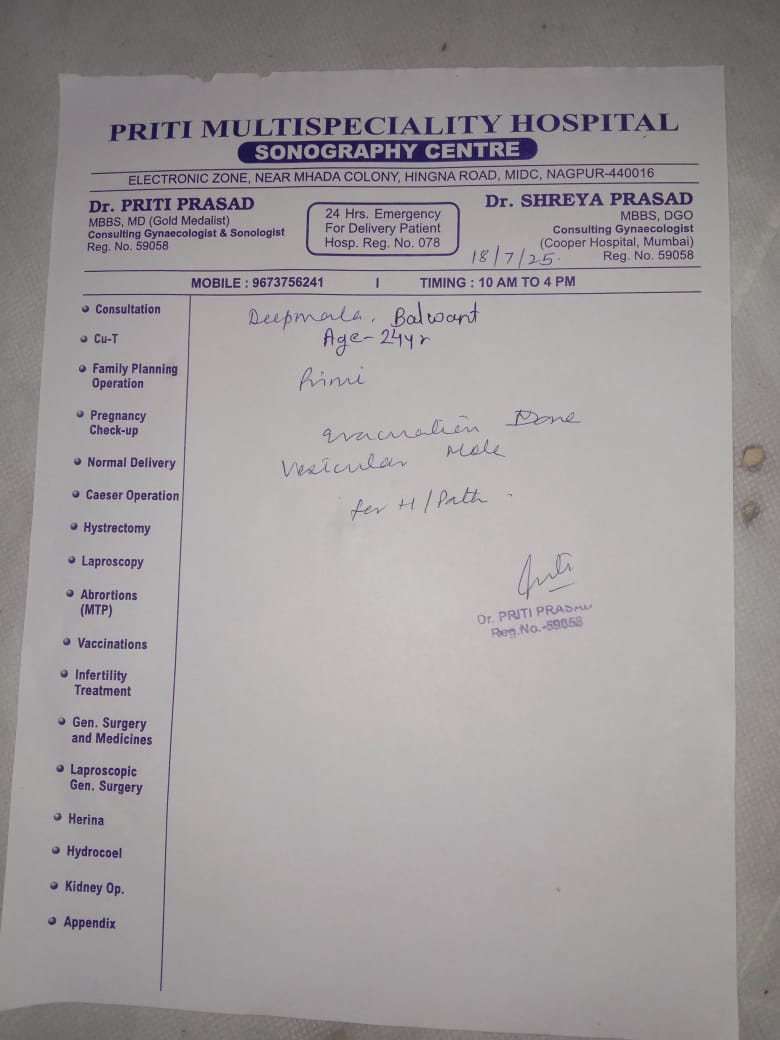 PRITI MULTISPECIALITY HOSPITAL
SONOGRAPHY CENTRE
ELECTRONIC ZONE, NEAR MHADA COLONY, HINGNA ROAD, MIDC, NAGPUR-440016
Dr. PRITI PRASAD
MBBS, MD (Gold Medalist)
Consulting Gynaecologist & Sonologist
Reg. No. 59058
24 Hrs. Emergency
For Delivery Patient
Hosp. Reg. No. 078
Dr. SHREYA PRASAD
MBBS, DGO
Consulting Gynaecologist
(Cooper Hospital, Mumbai)
Reg. No. 59058
18/7/25.
MOBILE : 9673756241 I TIMING : 10 AM TO 4 PM
Consultation
Cu-T
Family Planning
Operation
Pregnancy
Check-up
Normal Delivery
Caeser Operation
Hystrectomy
Laproscopy
Abrortions
(MTP)
Vaccinations
Infertility
Treatment
Gen. Surgery
and Medicines
Laproscopic
Gen. Surgery
Herina
Hydrocoel
Kidney Op.
Appendix
Deepmala. Balwant
Age- 24yr
Primi
evacuation Done
Vesicular Mole
for H/Path.
Priti
Dr. PRITI PRASAD
Reg.No.-59058